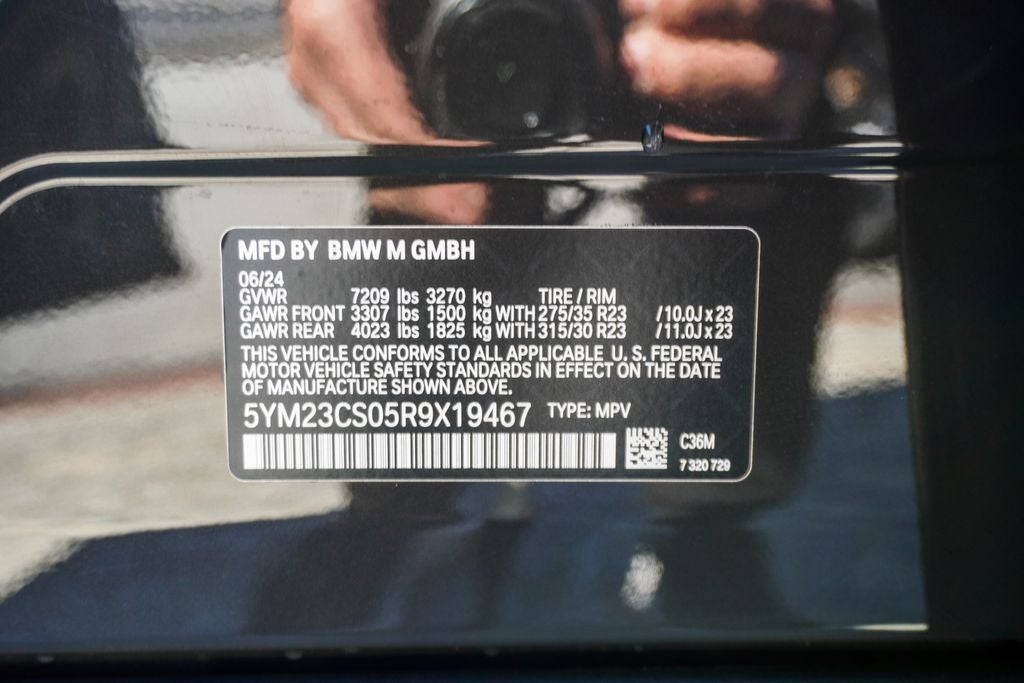 MFD BY BMW M GMBH
06/24
GVWR 7209 lbs 3270 kg TIRE / RIM
GAWR FRONT 3307 lbs 1500 kg WITH 275/35 R23 /10.0J x 23
GAWR REAR 4023 lbs 1825 kg WITH 315/30 R23 /11.0J x 23
THIS VEHICLE CONFORMS TO ALL APPLICABLE U. S. FEDERAL
MOTOR VEHICLE SAFETY STANDARDS IN EFFECT ON THE DATE
OF MANUFACTURE SHOWN ABOVE.
5YM23CS05R9X19467 TYPE: MPV
C36M
7 320 729